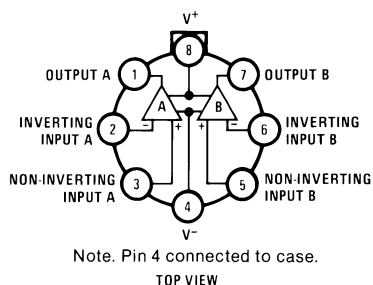 V+
8
OUTPUT A 1 7 OUTPUT B
A B
INVERTING INPUT A 2 − + + − 6 INVERTING INPUT B
NON-INVERTING INPUT A 3 5 NON-INVERTING INPUT B
4
V−
Note. Pin 4 connected to case.
TOP VIEW